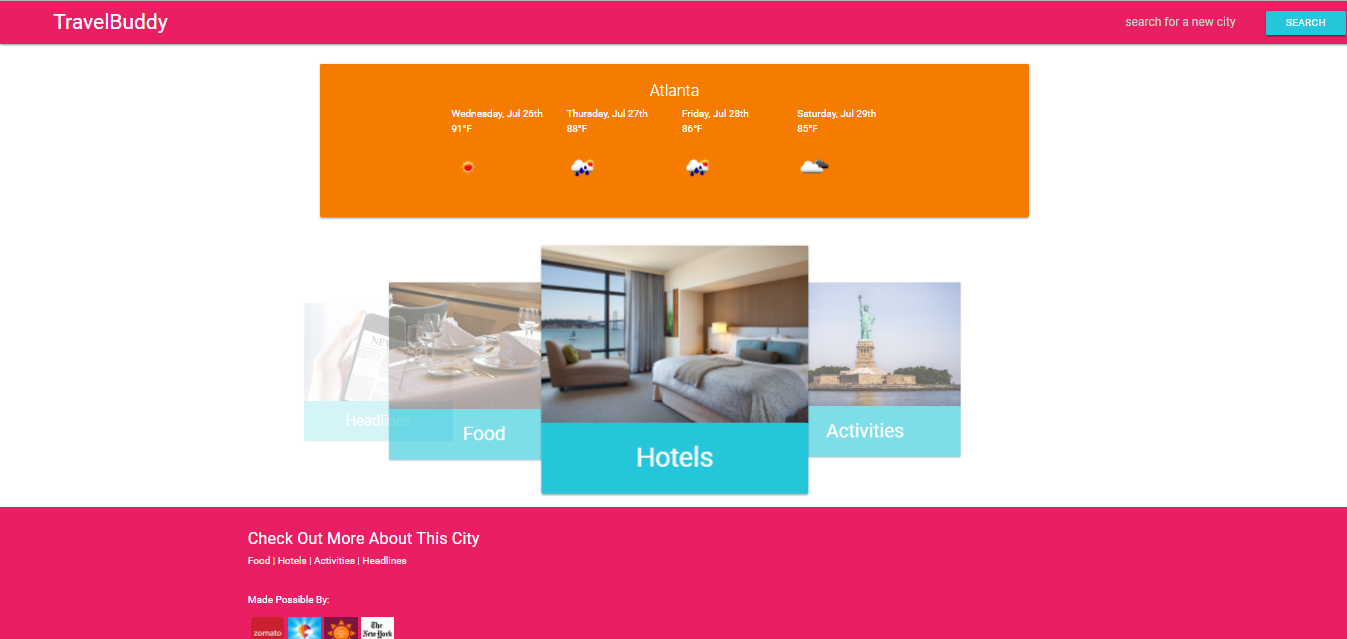 TravelBuddy
search for a new city
SEARCH
Atlanta
Wednesday, Jul 26th
91°F
Thursday, Jul 27th
88°F
Friday, Jul 28th
86°F
Saturday, Jul 29th
85°F
NEW
Headlines
Food
Hotels
Activities
Check Out More About This City
Food | Hotels | Activities | Headlines
Made Possible By:
zomato
The
New York